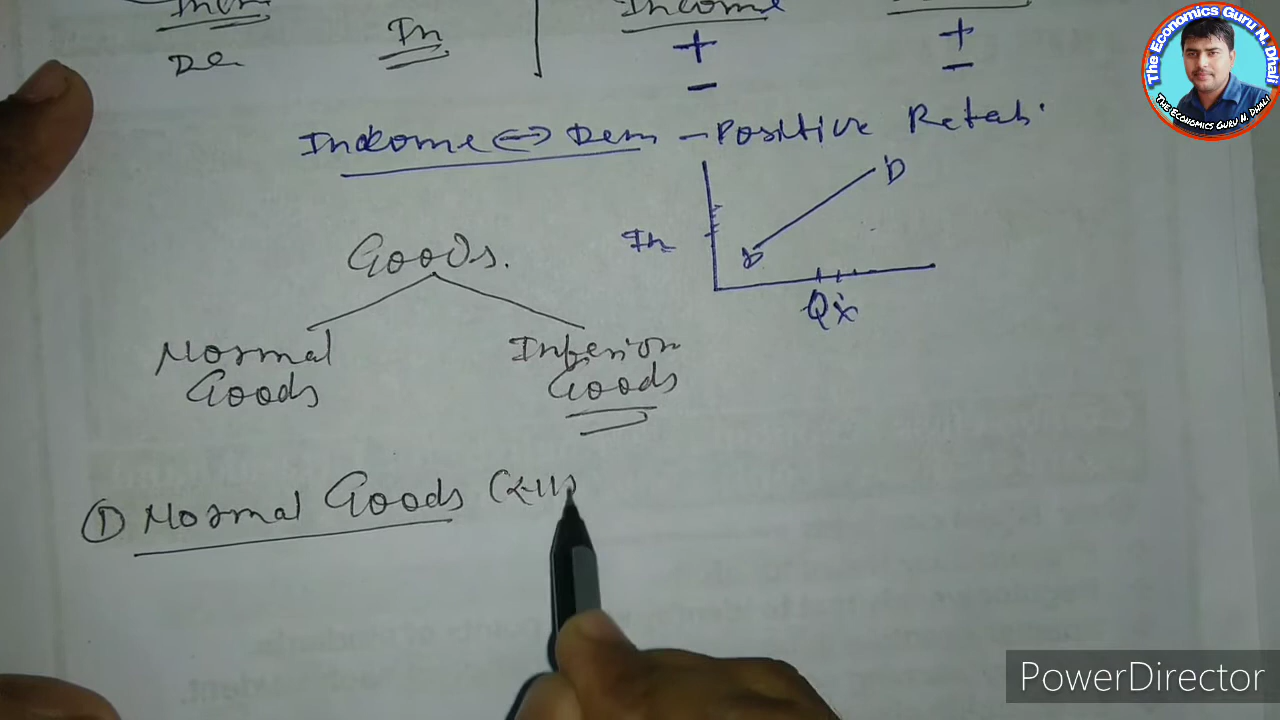 In Income
De
+ +
- -
Income ⇔ Dem - Positive Relat.
D
In
D
Qx
Goods.
Normal Inferior
Goods Goods
① Normal Goods
The Economics Guru N. Dhali
THE ECONOMICS GURU N. DHALI
PowerDirector